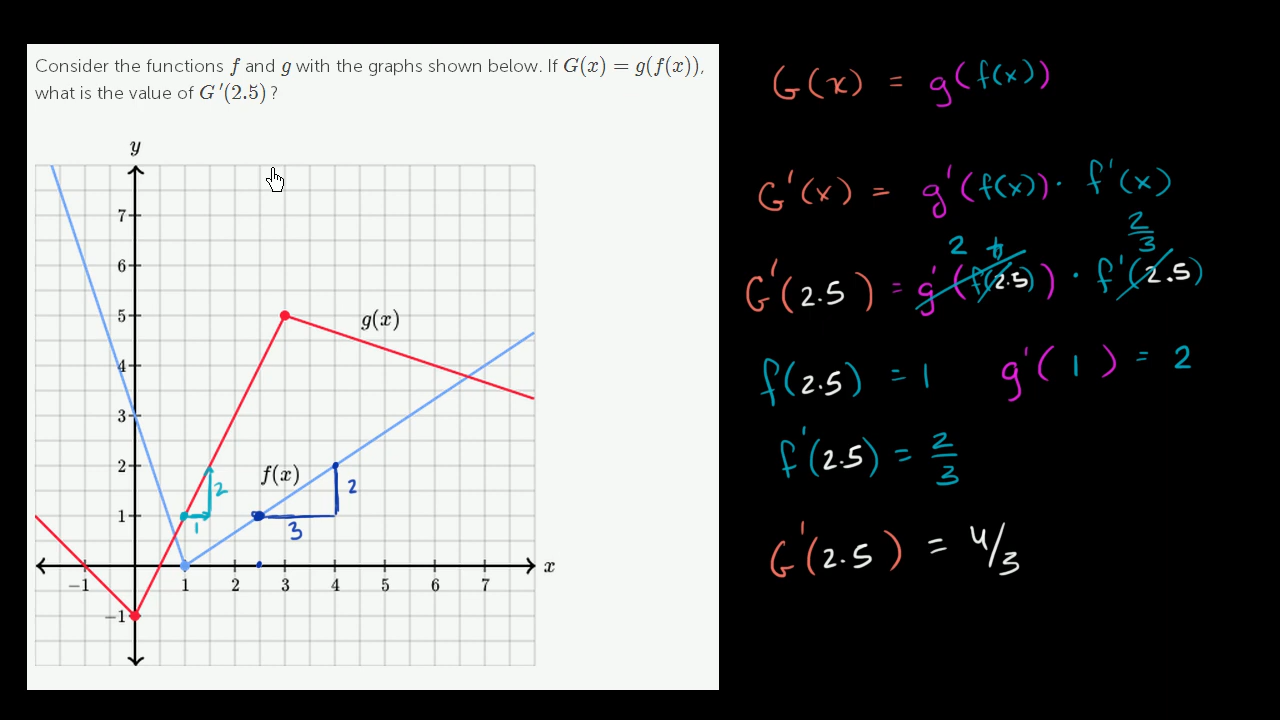 Consider the functions f and g with the graphs shown below. If G(x) = g(f(x)),
what is the value of G′(2.5)?
y
7
6
5
g(x)
4
3
2
f(x)
2
2
1
1
3
−1
1
2
3
4
5
6
7
x
−1
G(x) = g(f(x))
G'(x) = g'(f(x)) · f'(x)
2
2/3
G'(2.5) = g'(f(2.5)) · f'(2.5)
f(2.5) = 1 g'(1) = 2
f'(2.5) = 2/3
G'(2.5) = 4/3